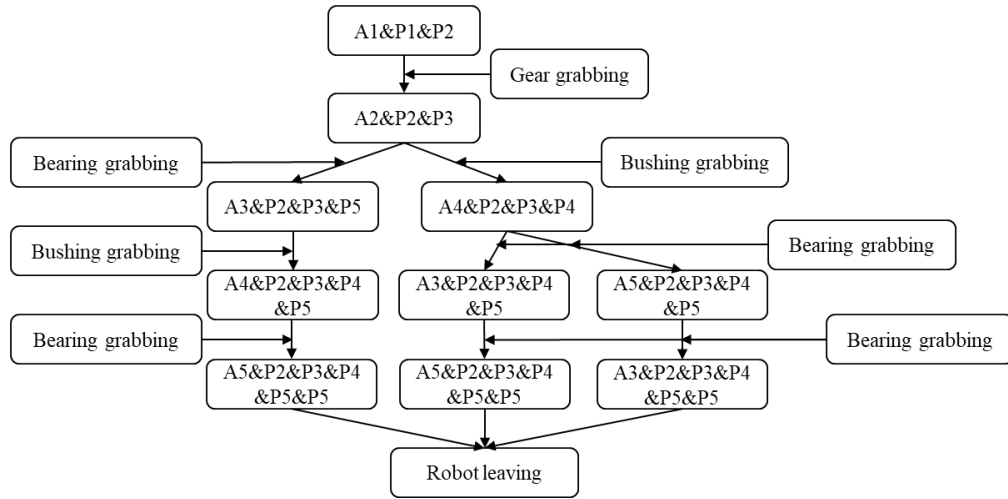 A1&P1&P2
Gear grabbing
A2&P2&P3
Bearing grabbing
Bushing grabbing
A3&P2&P3&P5
A4&P2&P3&P4
Bushing grabbing
Bearing grabbing
A4&P2&P3&P4
&P5
A3&P2&P3&P4
&P5
A5&P2&P3&P4
&P5
Bearing grabbing
Bearing grabbing
A5&P2&P3&P4
&P5&P5
A5&P2&P3&P4
&P5&P5
A3&P2&P3&P4
&P5&P5
Robot leaving